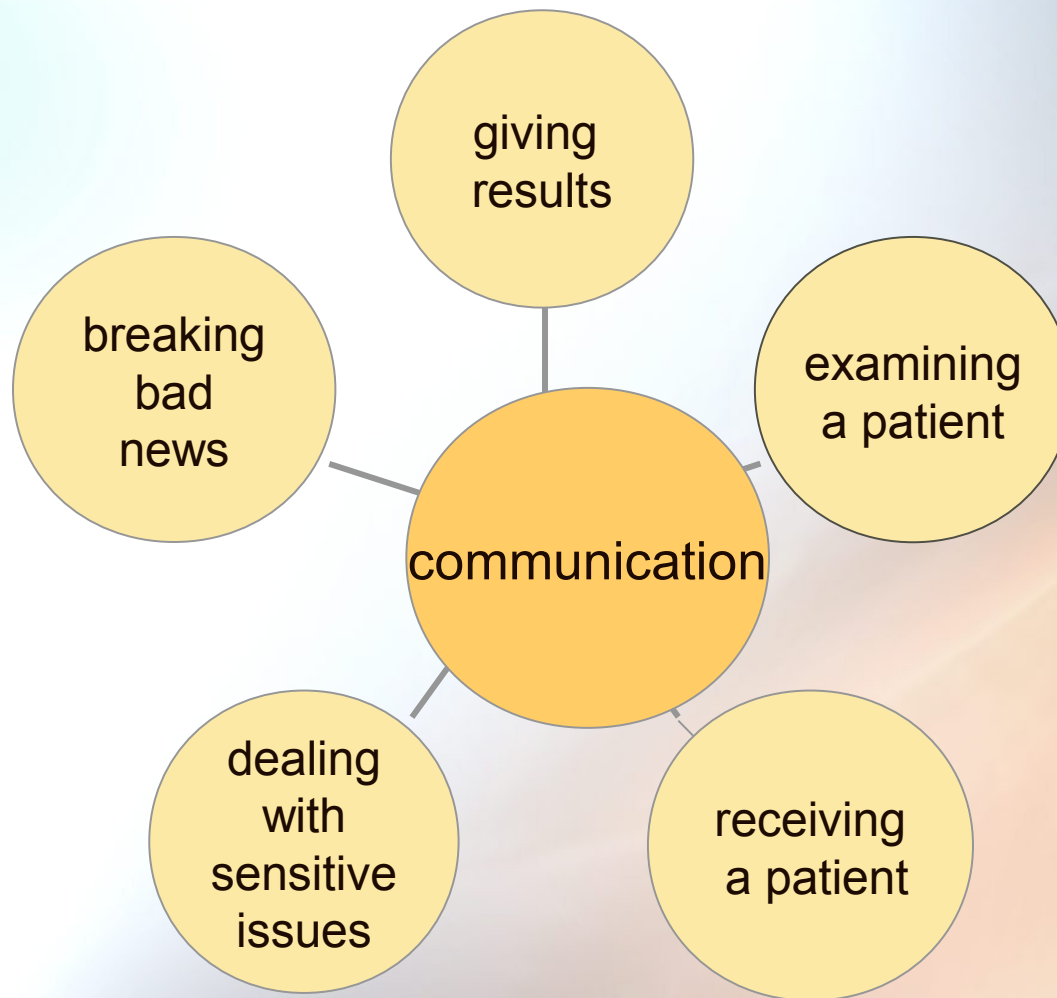 giving
results
breaking
bad
news
examining
a patient
communication
dealing
with
sensitive
issues
receiving
a patient